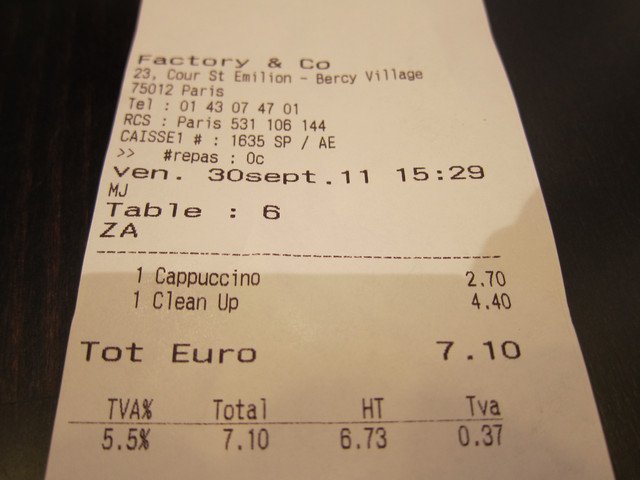 Factory & Co
23, Cour St Emilion - Bercy Village
75012 Paris
Tel : 01 43 07 47 01
RCS : Paris 531 106 144
CAISSE1 # : 1635 SP / AE
>> #repas : 0c
ven. 30sept.11 15:29
MJ
Table : 6
ZA
1 Cappuccino 2.70
1 Clean Up 4.40
Tot Euro 7.10
TVA% Total HT Tva
5.5% 7.10 6.73 0.37